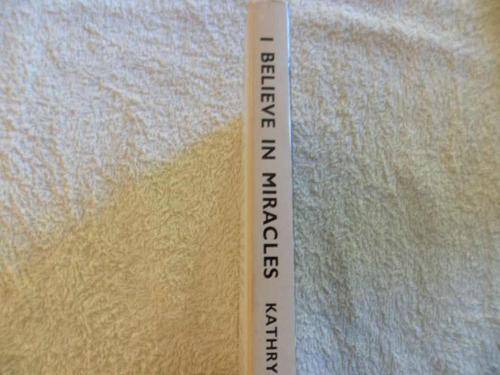 I BELIEVE IN MIRACLES KATHRY